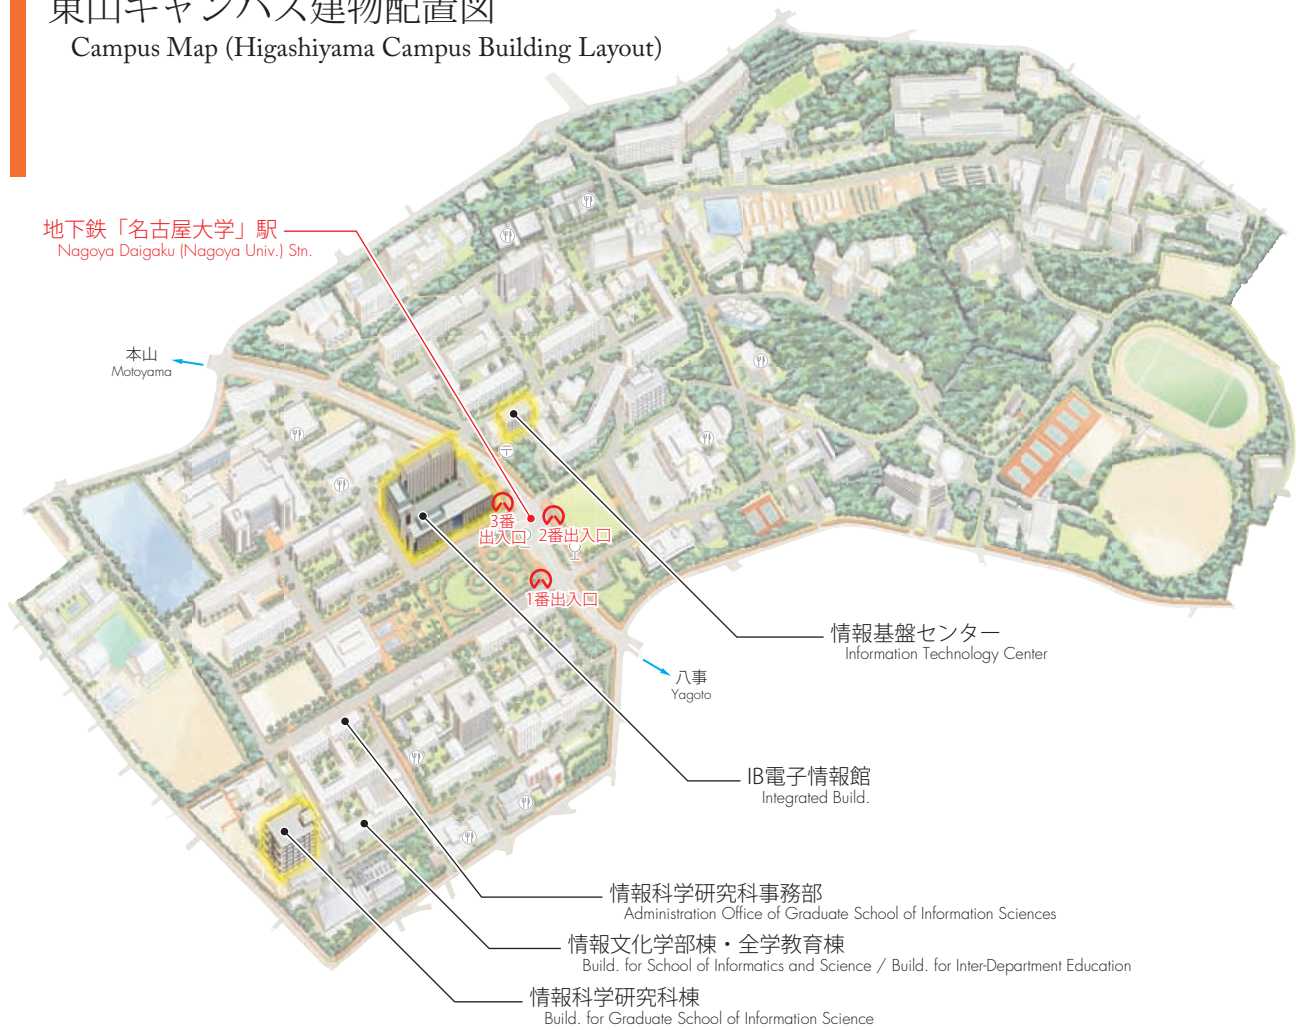 東山キャンパス建物配置図
Campus Map (Higashiyama Campus Building Layout)
地下鉄「名古屋大学」駅
Nagoya Daigaku (Nagoya Univ.) Stn.
本山
Motoyama
〒
3番
出入口
2番出入口
1番出入口
情報基盤センター
Information Technology Center
八事
Yagoto
IB電子情報館
Integrated Build.
情報科学研究科事務部
Administration Office of Graduate School of Information Sciences
情報文化学部棟・全学教育棟
Build. for School of Informatics and Science / Build. for Inter-Department Education
情報科学研究科棟
Build. for Graduate School of Information Science